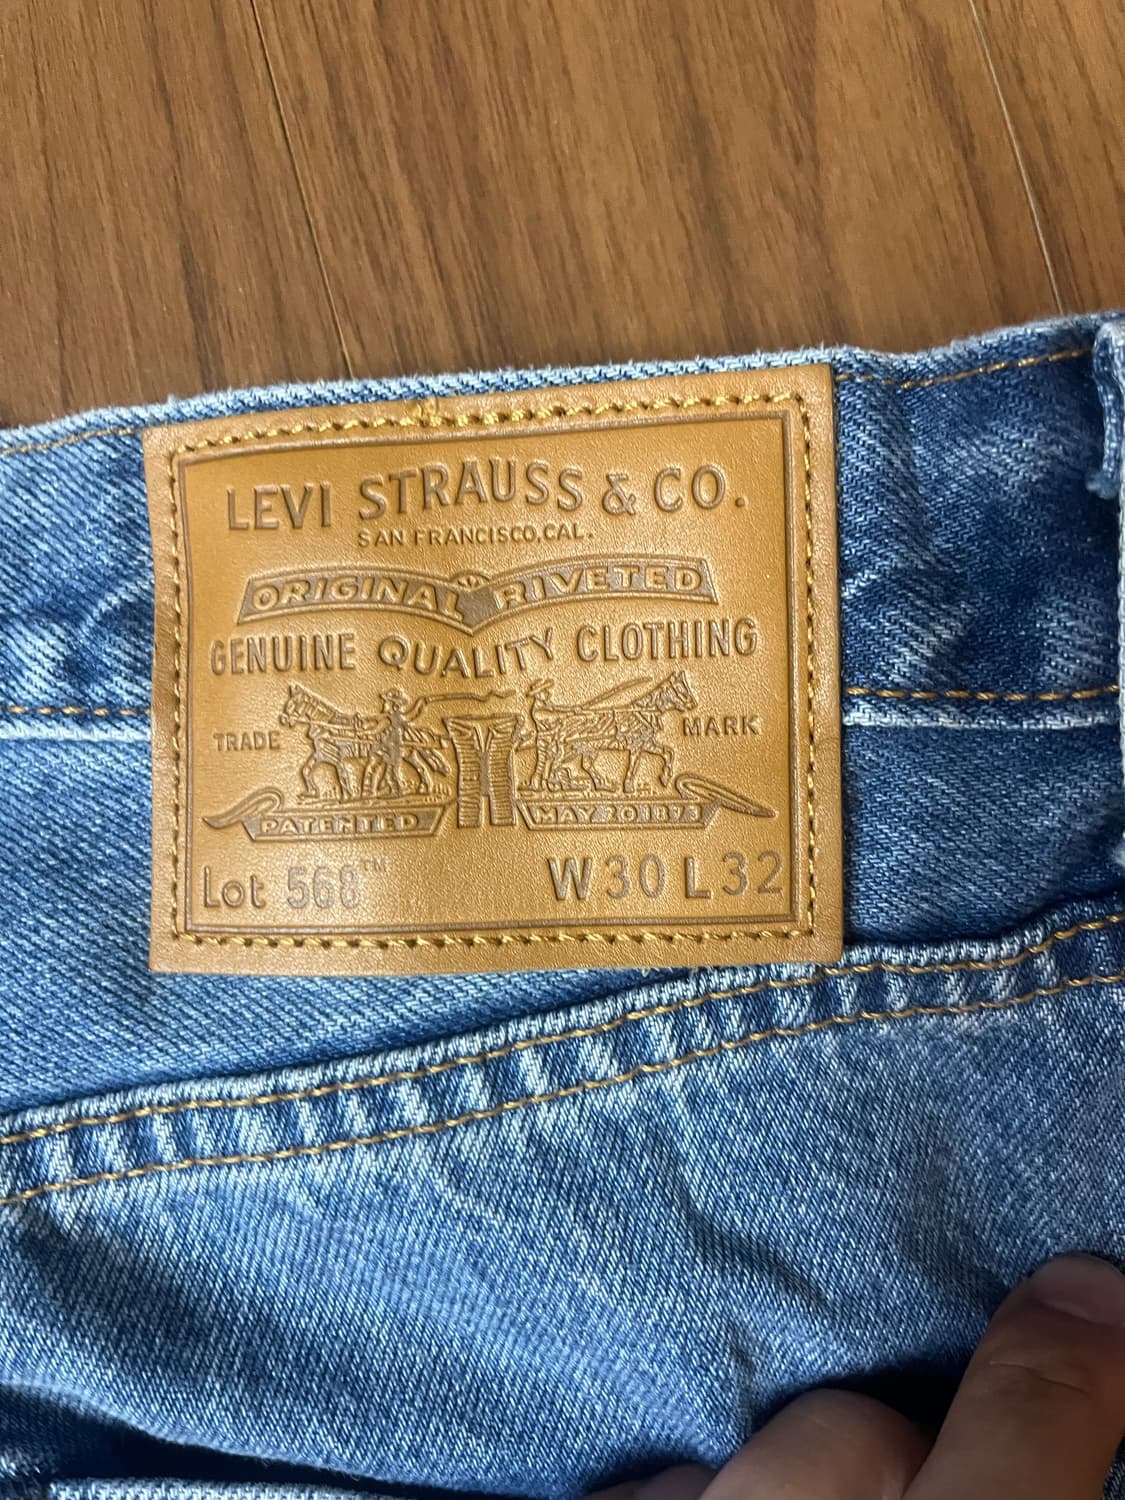 LEVI STRAUSS & CO.
SAN FRANCISCO, CAL.
ORIGINAL RIVETED
GENUINE QUALITY CLOTHING
TRADE MARK
PATENTED MAY 20 1873
Lot 568™ W30 L32